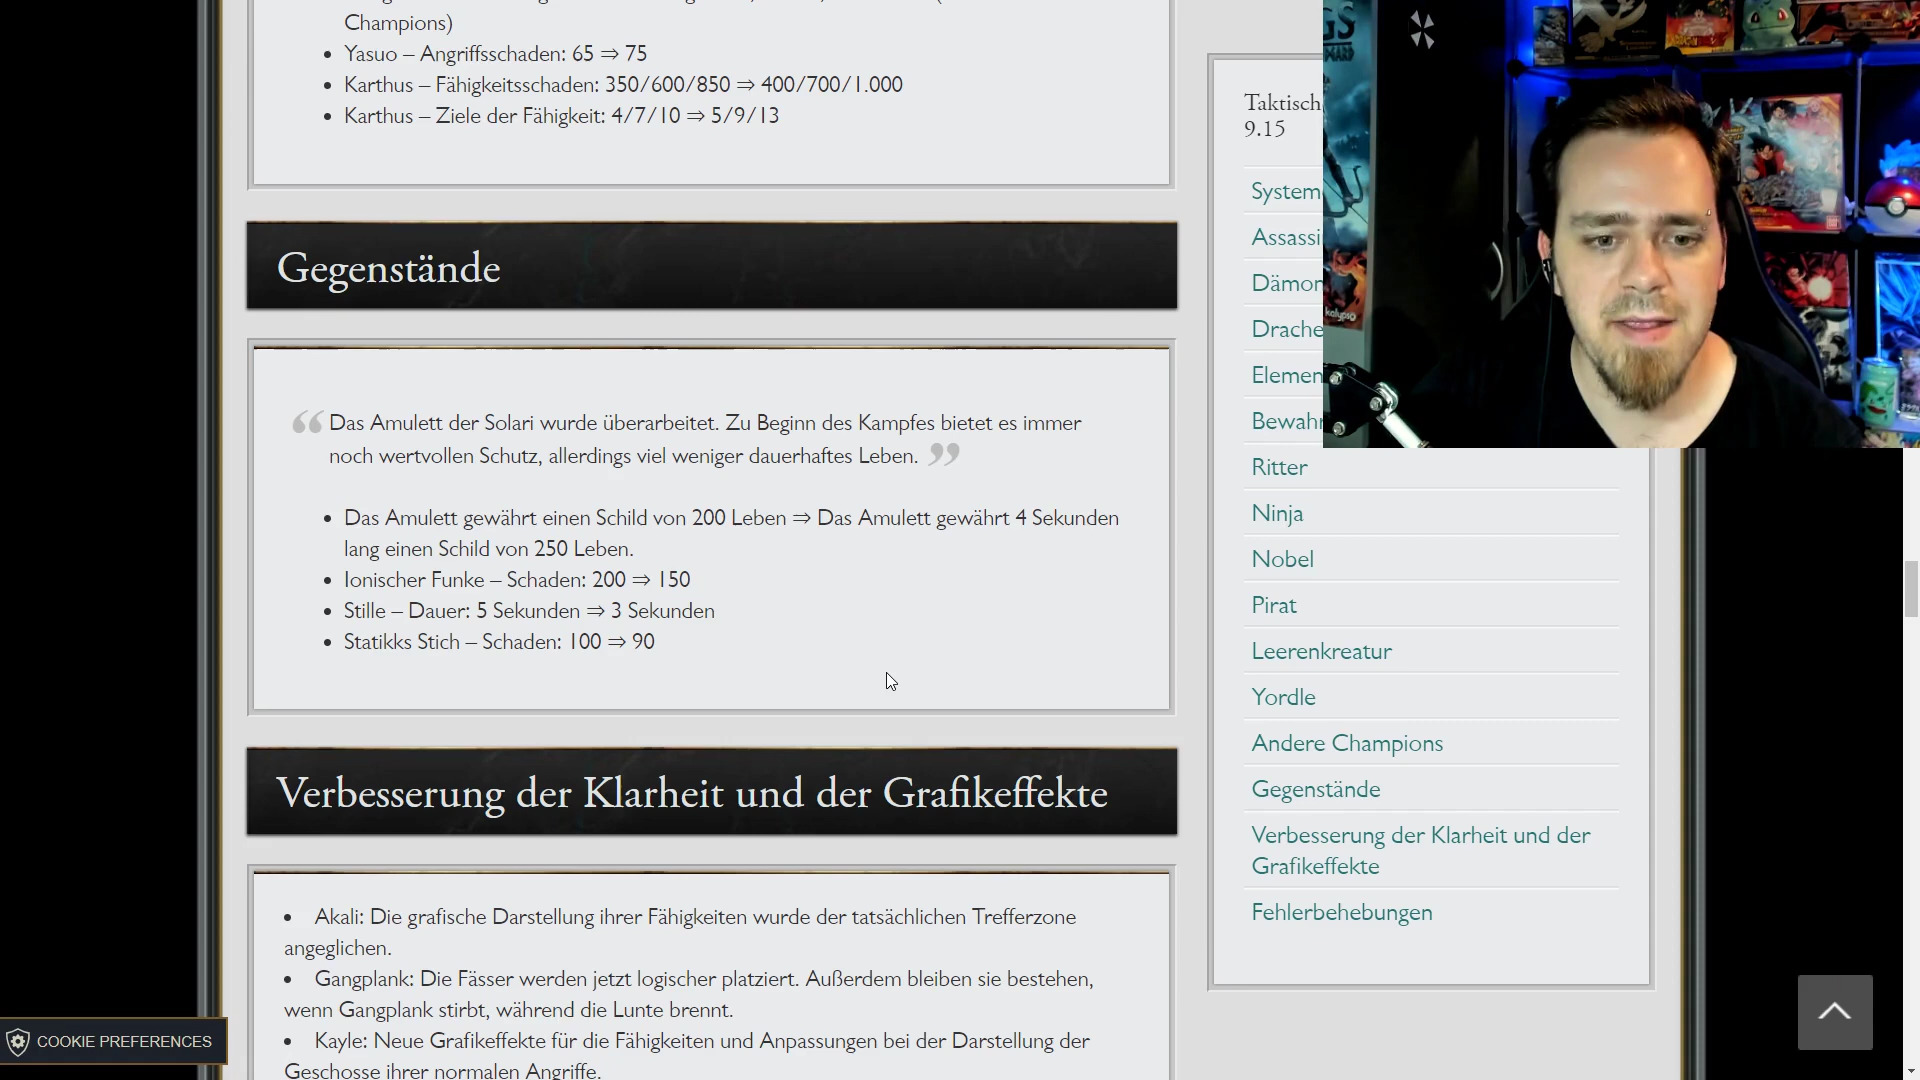 Champions)
Yasuo – Angriffsschaden: 65 ⇒ 75
Karthus – Fähigkeitsschaden: 350/600/850 ⇒ 400/700/1.000
Karthus – Ziele der Fähigkeit: 4/7/10 ⇒ 5/9/13
Gegenstände
“ Das Amulett der Solari wurde überarbeitet. Zu Beginn des Kampfes bietet es immer
noch wertvollen Schutz, allerdings viel weniger dauerhaftes Leben. ”
Das Amulett gewährt einen Schild von 200 Leben ⇒ Das Amulett gewährt 4 Sekunden
lang einen Schild von 250 Leben.
Ionischer Funke – Schaden: 200 ⇒ 150
Stille – Dauer: 5 Sekunden ⇒ 3 Sekunden
Statikks Stich – Schaden: 100 ⇒ 90
Verbesserung der Klarheit und der Grafikeffekte
Akali: Die grafische Darstellung ihrer Fähigkeiten wurde der tatsächlichen Trefferzone
angeglichen.
Gangplank: Die Fässer werden jetzt logischer platziert. Außerdem bleiben sie bestehen,
wenn Gangplank stirbt, während die Lunte brennt.
Kayle: Neue Grafikeffekte für die Fähigkeiten und Anpassungen bei der Darstellung der
Geschosse ihrer normalen Angriffe.
COOKIE PREFERENCES
Taktisch
9.15
System
Assassi
Dämon
Drache
Elemen
Bewahr
Ritter
Ninja
Nobel
Pirat
Leerenkreatur
Yordle
Andere Champions
Gegenstände
Verbesserung der Klarheit und der
Grafikeffekte
Fehlerbehebungen
kalypso